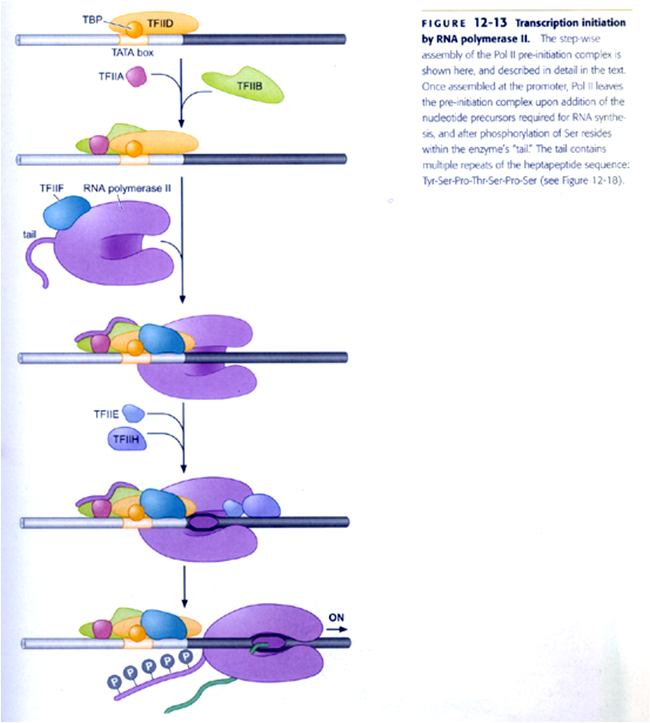 TBP
TFIID
TATA box
TFIIA
TFIIB
TFIIF
RNA polymerase II
tail
TFIIE
TFIIH
ON
P P P P P
FIGURE 12-13 Transcription initiation
by RNA polymerase II. The step-wise
assembly of the Pol II pre-initiation complex is
shown here, and described in detail in the text.
Once assembled at the promoter, Pol II leaves
the pre-initiation complex upon addition of the
nucleotide precursors required for RNA synthe-
sis, and after phosphorylation of Ser resides
within the enzyme's "tail." The tail contains
multiple repeats of the heptapeptide sequence:
Tyr-Ser-Pro-Thr-Ser-Pro-Ser (see Figure 12-18).